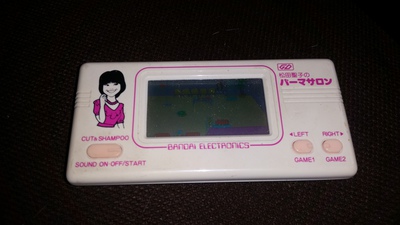 松田聖子の
パーマサロン
CUT&SHAMPOO
SOUND ON·OFF/START
BANDAI ELECTRONICS
◀LEFT RIGHT▶
GAME1 GAME2